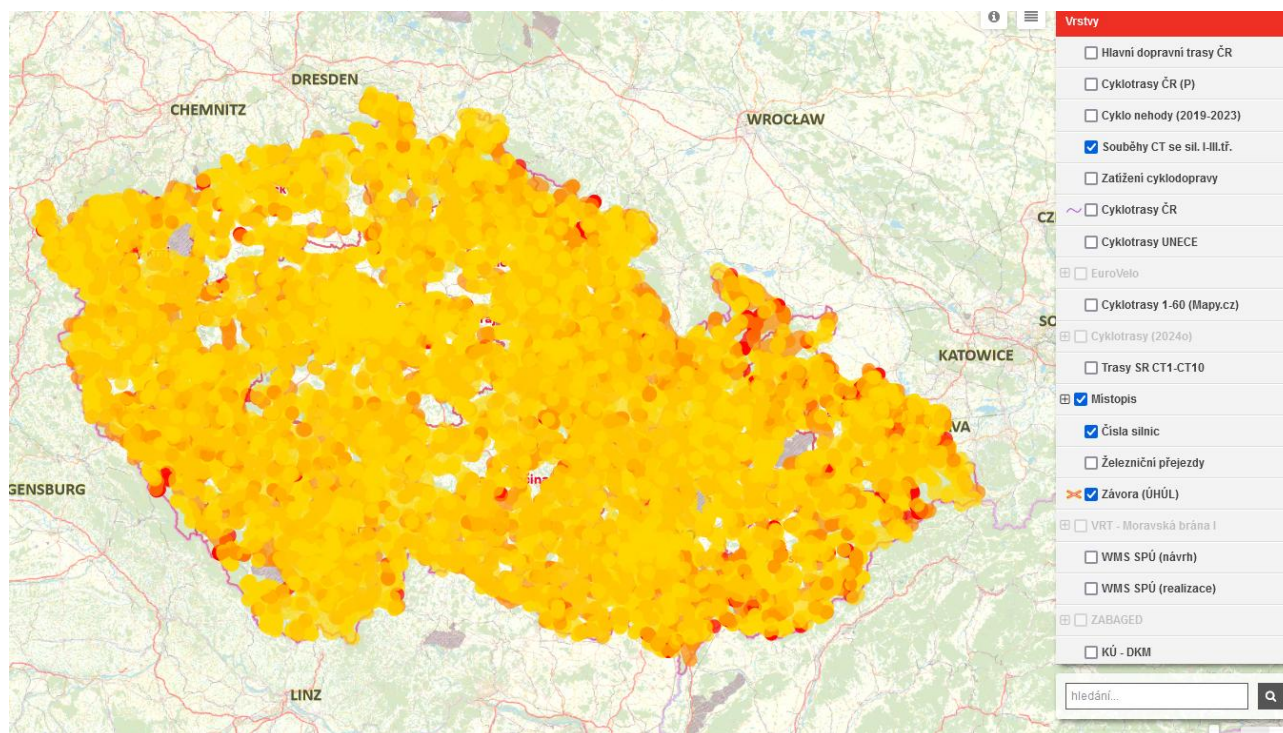 Vrstvy
Hlavní dopravní trasy ČR
Cyklotrasy ČR (P)
Cyklo nehody (2019-2023)
Souběhy CT se sil. I-III.tř.
Zatížení cyklodopravy
Cyklotrasy ČR
Cyklotrasy UNECE
EuroVelo
Cyklotrasy 1-60 (Mapy.cz)
Cyklotrasy (2024o)
Trasy SR CT1-CT10
Místopis
Čísla silnic
Železniční přejezdy
Závora (ÚHÚL)
VRT - Moravská brána I
WMS SPÚ (návrh)
WMS SPÚ (realizace)
ZABAGED
KÚ - DKM
hledání...
DRESDEN
CHEMNITZ
WROCŁAW
CZ
SO
KATOWICE
VA
GENSBURG
LINZ